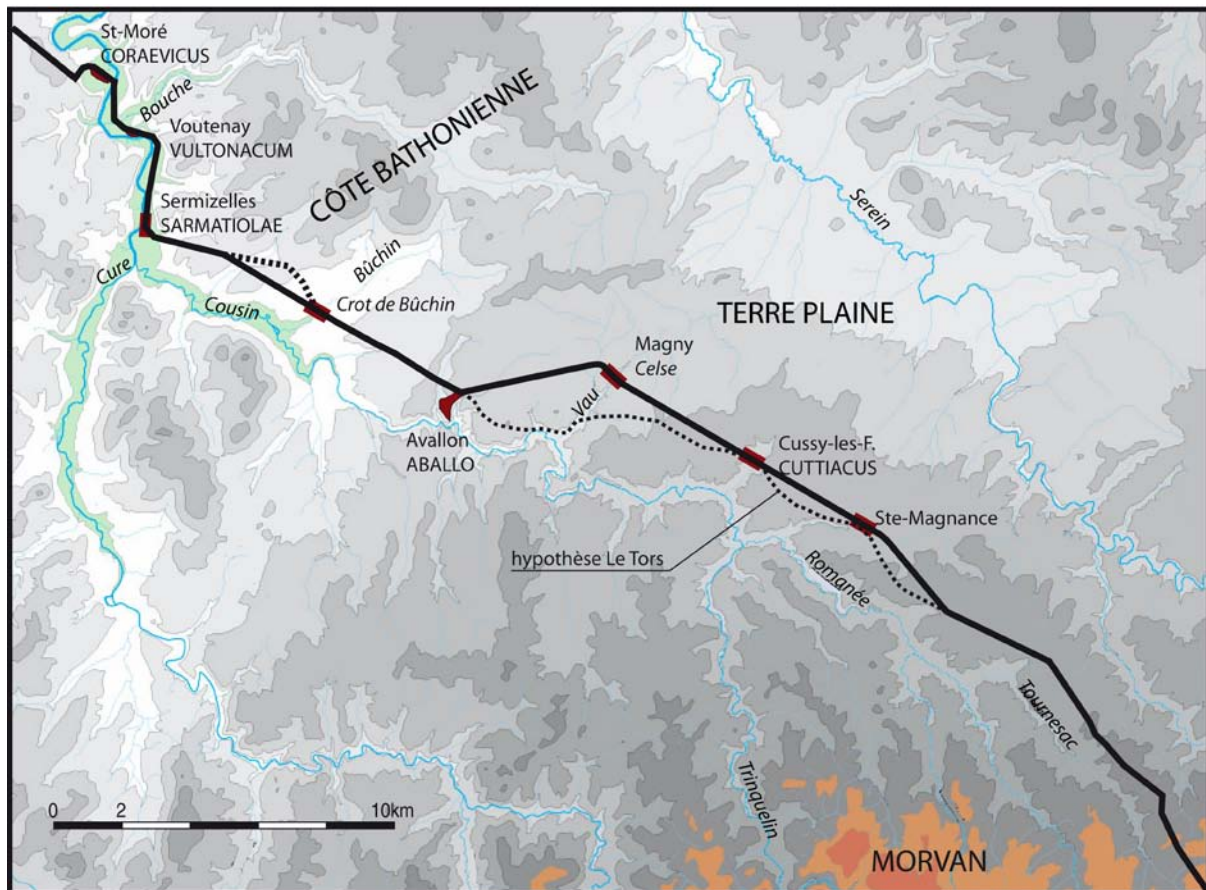 St-Moré
CORAEVICUS
Bouche
Voutenay
VULTONACUM
CÔTE BATHONIENNE
Sermizelles
SARMATIOLAE
Serein
Cure
Bûchin
Cousin
Crot de Bûchin
TERRE PLAINE
Magny
Celse
Vau
Avallon
ABALLO
Cussy-les-F.
CUTTIACUS
Ste-Magnance
hypothèse Le Tors
Romanée
Tournesac
Trinquelin
0 2 10km
MORVAN